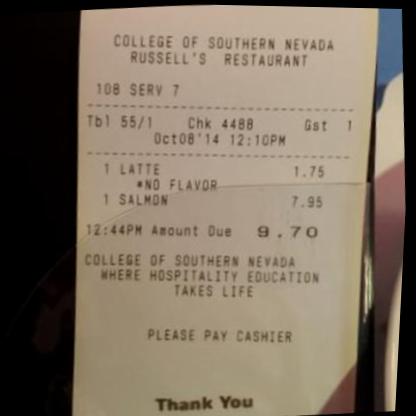 COLLEGE OF SOUTHERN NEVADA
RUSSELL'S RESTAURANT
108 SERV 7
Tbl 55/1 Chk 4488 Gst 1
Oct08'14 12:10PM
1 LATTE 1.75
*NO FLAVOR
1 SALMON 7.95
12:44PM Amount Due 9.70
COLLEGE OF SOUTHERN NEVADA
WHERE HOSPITALITY EDUCATION
TAKES LIFE
PLEASE PAY CASHIER
Thank You